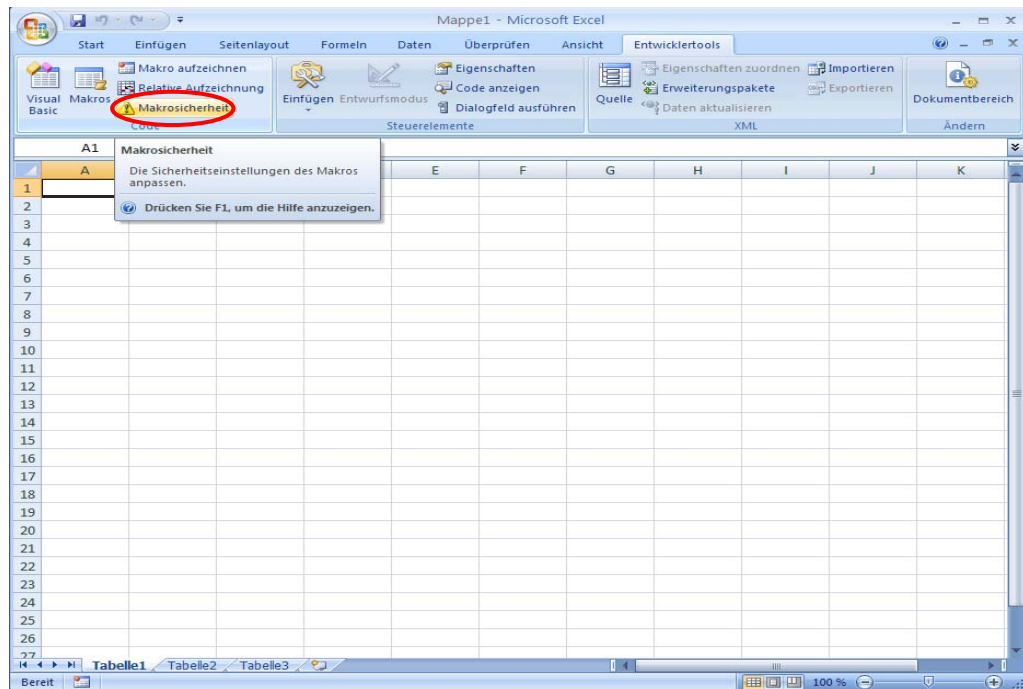 Mappe1 - Microsoft Excel
Start Einfügen Seitenlayout Formeln Daten Überprüfen Ansicht Entwicklertools
Visual Basic
Makros
Makro aufzeichnen
Relative Aufzeichnung
Makrosicherheit
Code
Einfügen
Entwurfsmodus
Eigenschaften
Code anzeigen
Dialogfeld ausführen
Steuerelemente
Quelle
Eigenschaften zuordnen
Erweiterungspakete
Daten aktualisieren
Importieren
Exportieren
XML
Dokumentbereich
Ändern
A1
Makrosicherheit
Die Sicherheitseinstellungen des Makros
anpassen.
Drücken Sie F1, um die Hilfe anzuzeigen.
A E F G H I J K
1
2
3
4
5
6
7
8
9
10
11
12
13
14
15
16
17
18
19
20
21
22
23
24
25
26
27
Tabelle1 Tabelle2 Tabelle3
Bereit 100 %